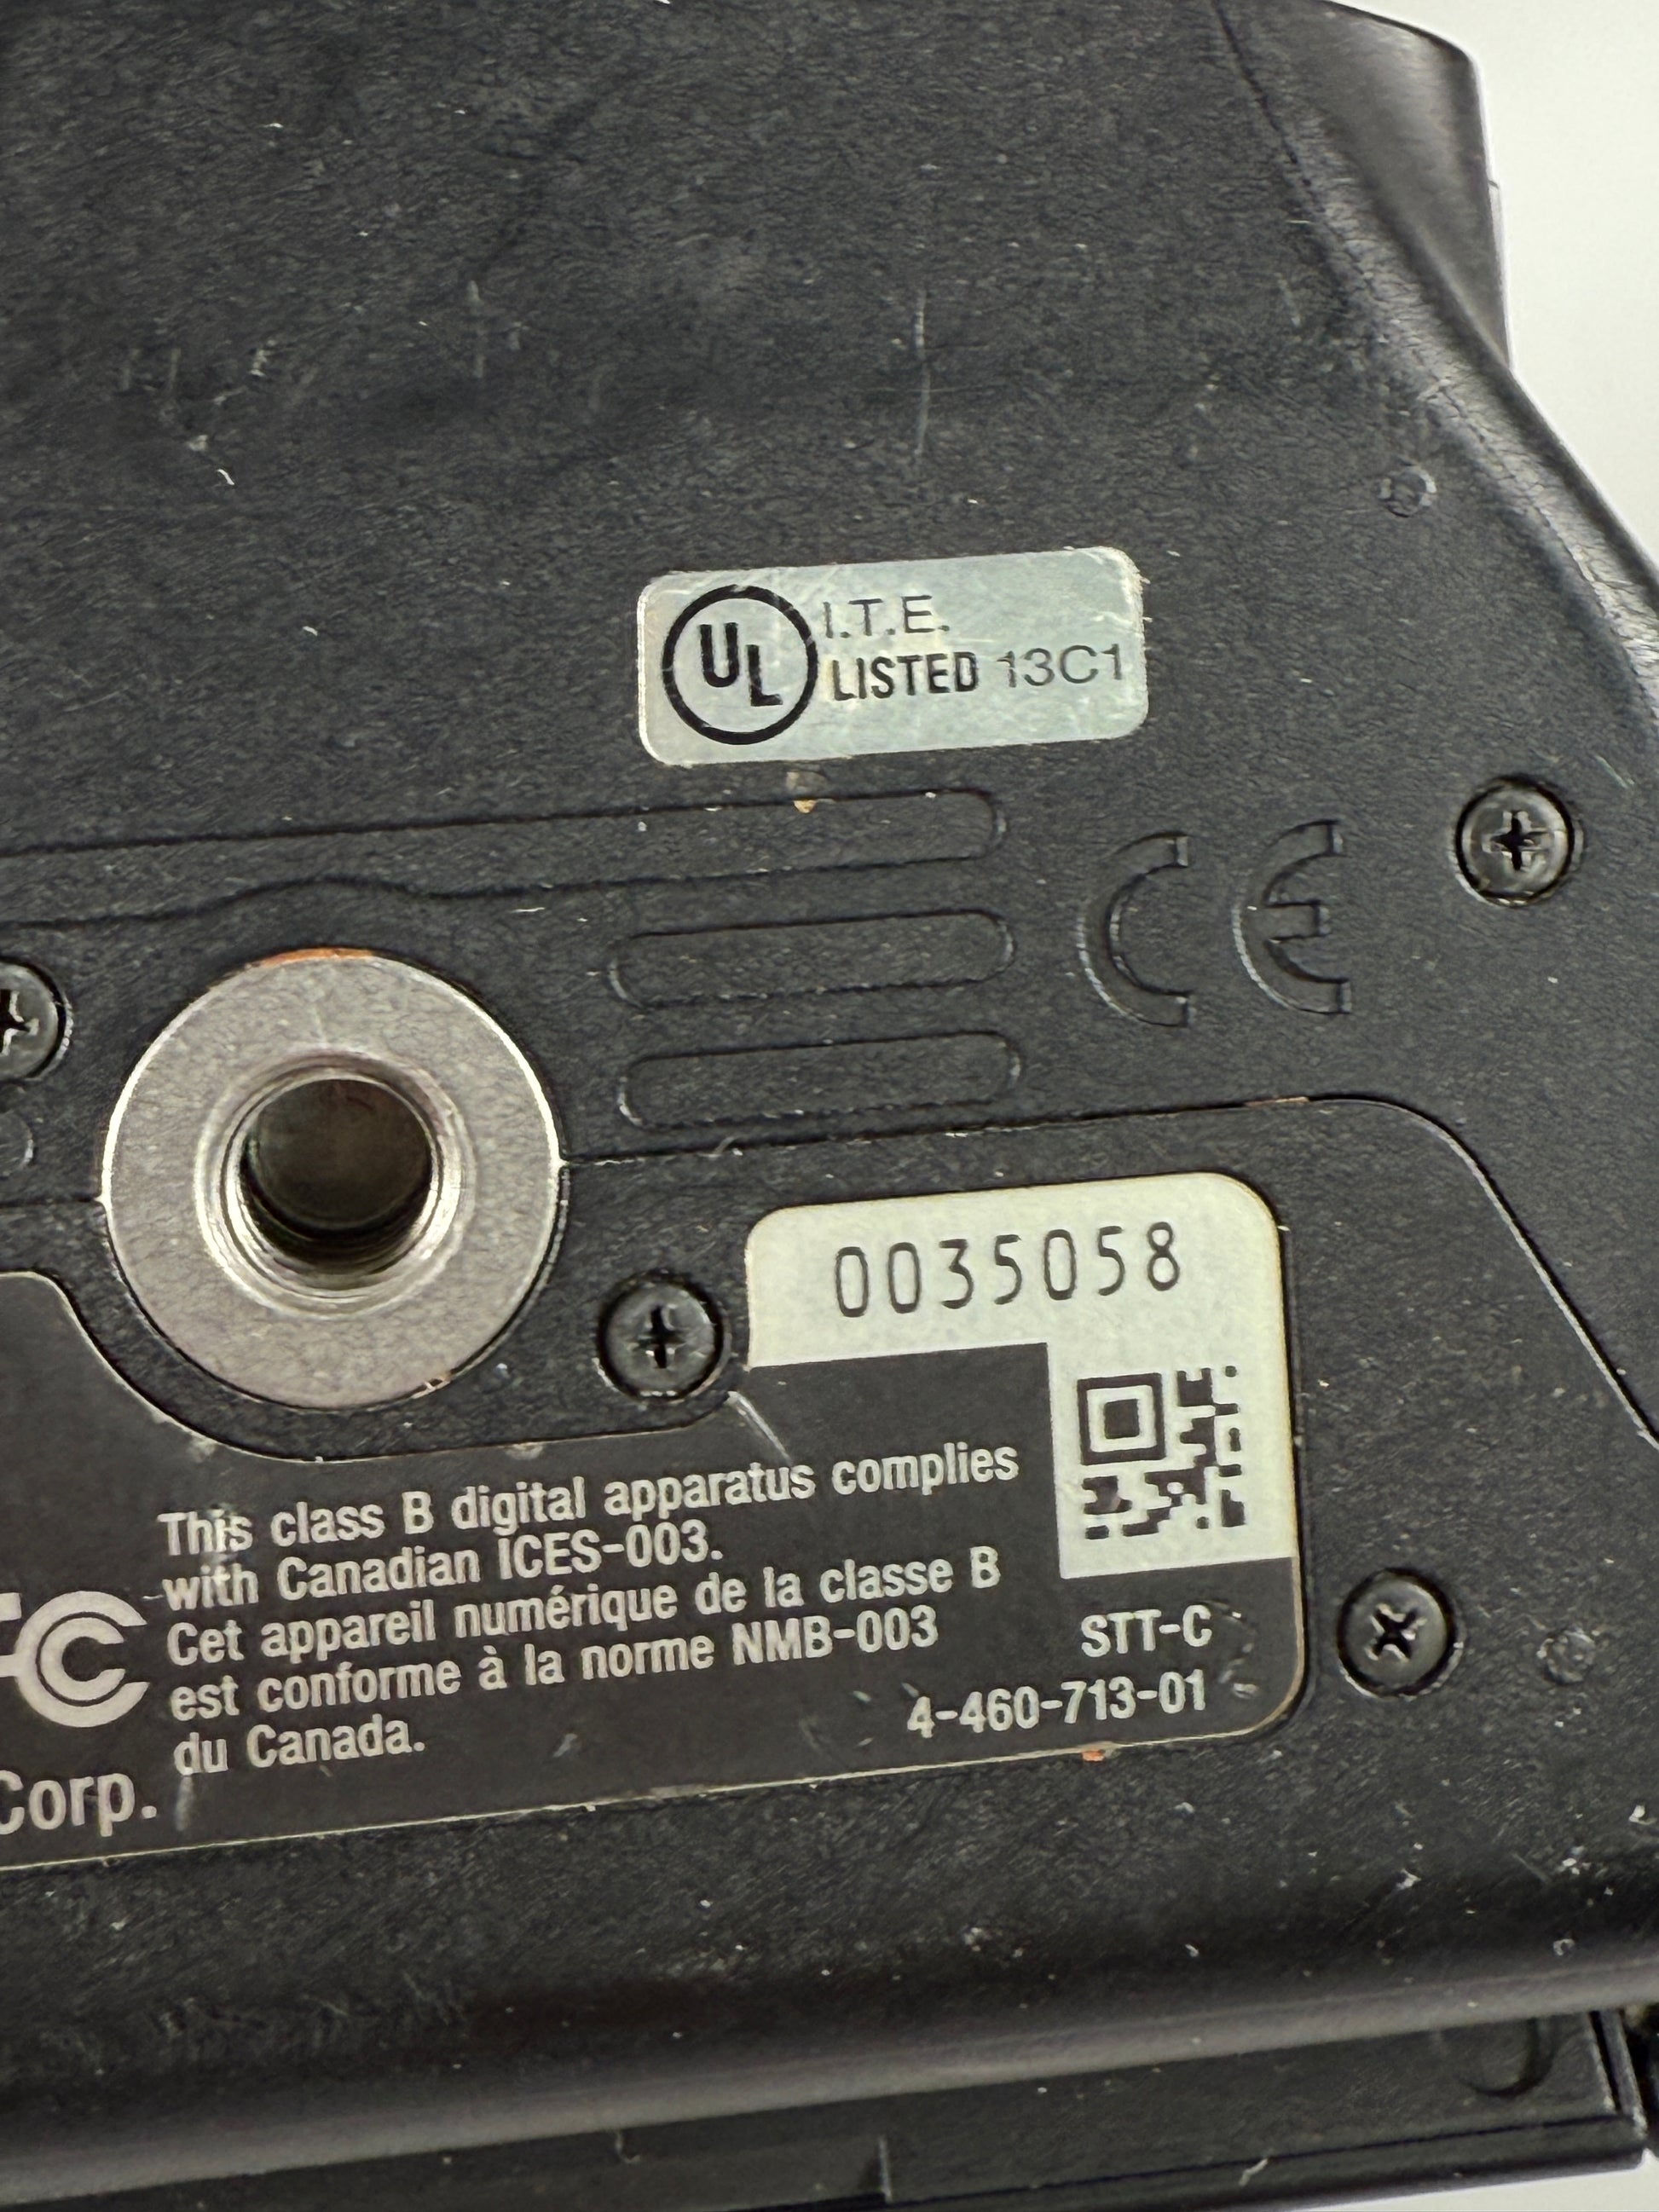 UL I.T.E.
LISTED 13C1
CE
0035058
This class B digital apparatus complies
with Canadian ICES-003.
Cet appareil numérique de la classe B
est conforme à la norme NMB-003
du Canada.
FC
STT-C
4-460-713-01
Corp.